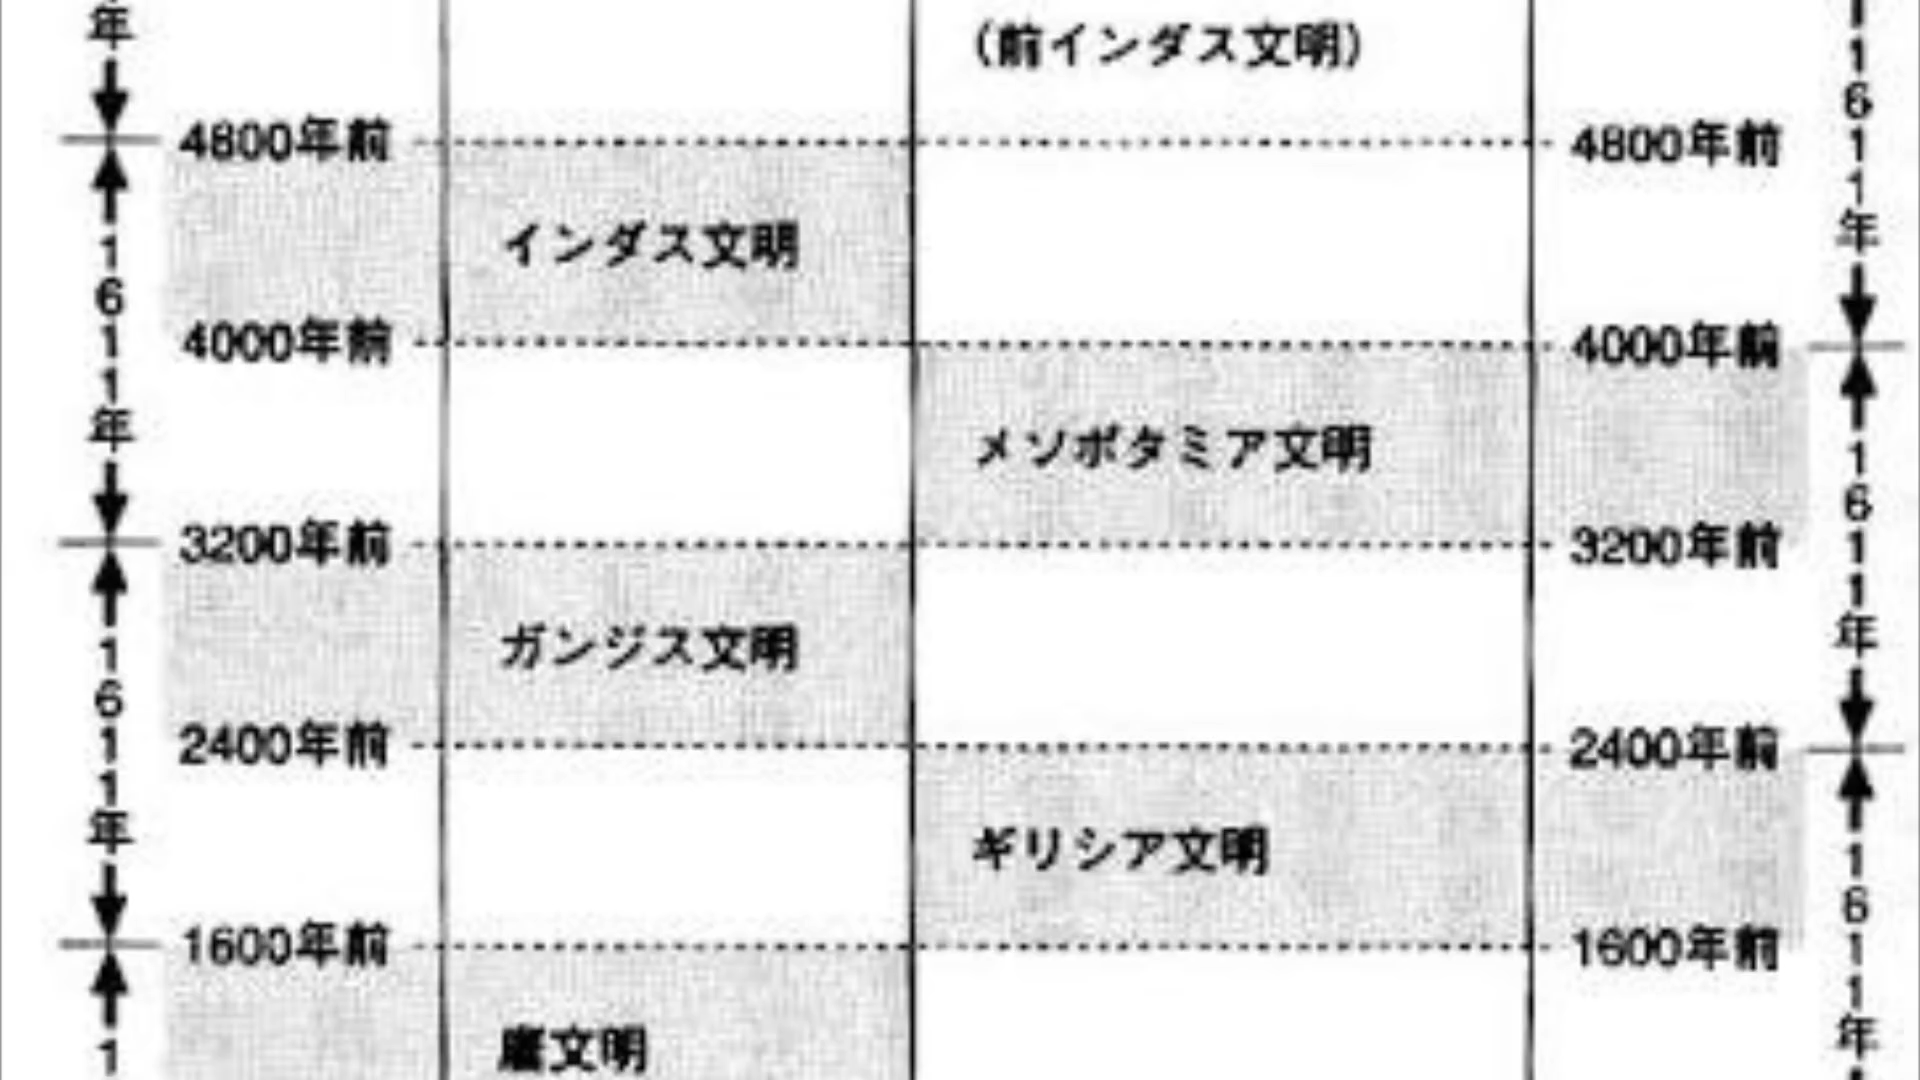 年
(前インダス文明)
1611年
4800年前
4800年前
インダス文明
1611年
4000年前
4000年前
メソポタミア文明
1611年
3200年前
3200年前
ガンジス文明
1611年
2400年前
2400年前
ギリシア文明
1611年
1600年前
1600年前
唐文明
1